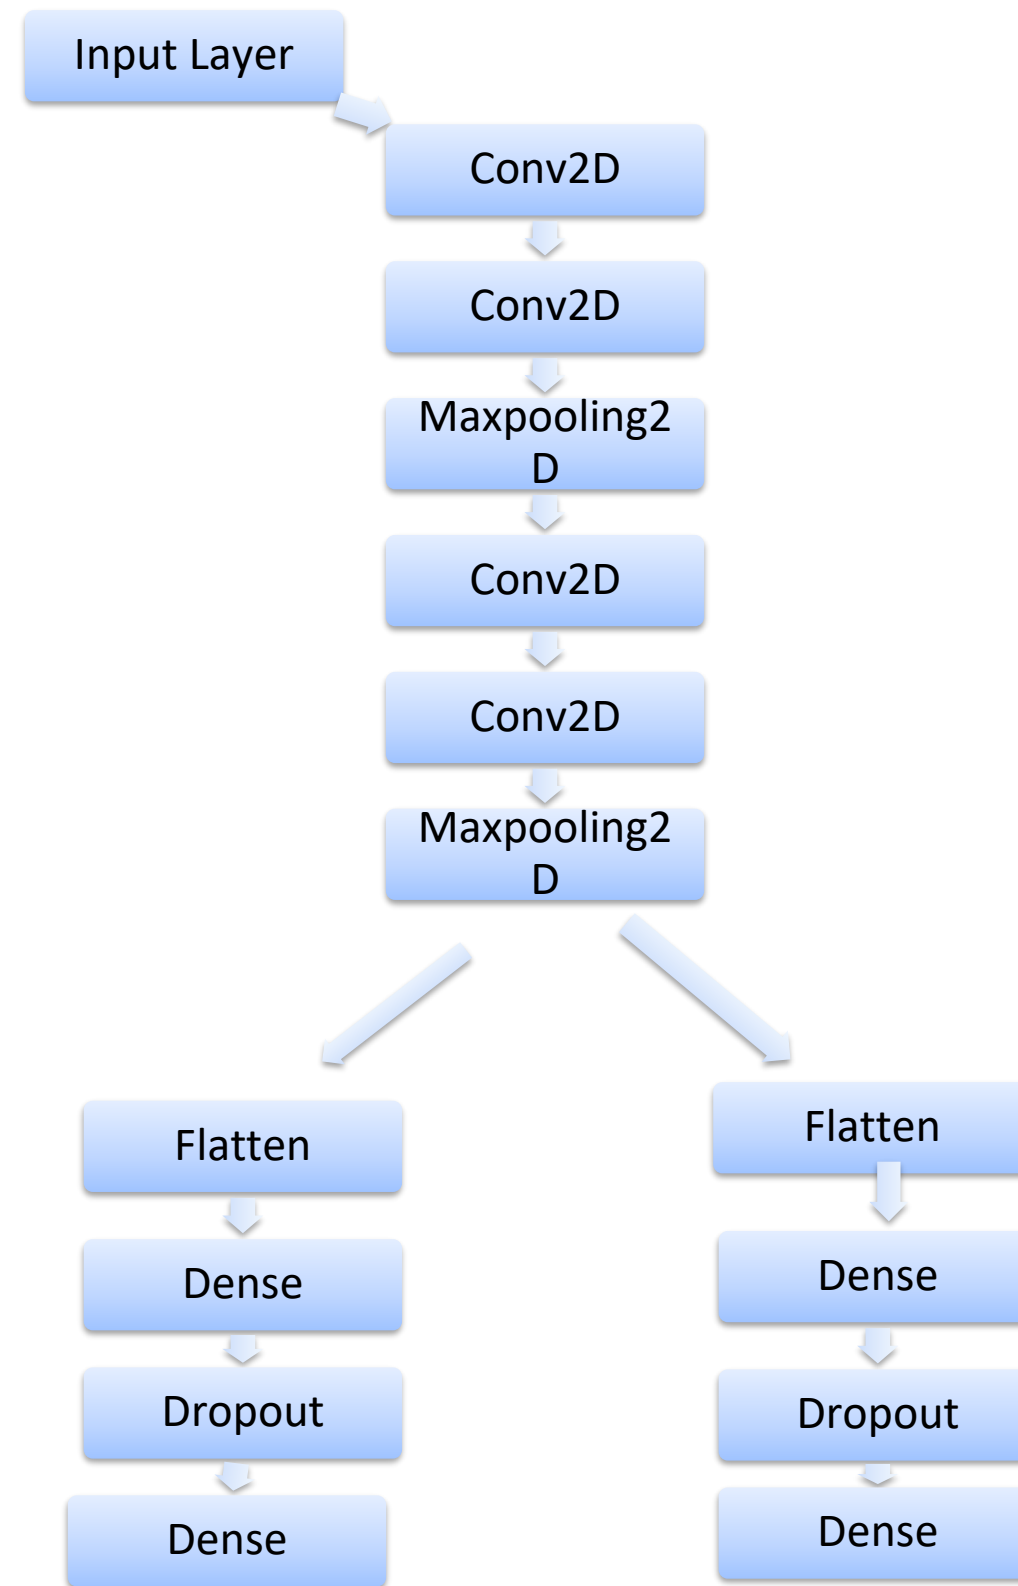 Input Layer
Conv2D
Conv2D
Maxpooling2
D
Conv2D
Conv2D
Maxpooling2
D
Flatten
Dense
Dropout
Dense
Flatten
Dense
Dropout
Dense